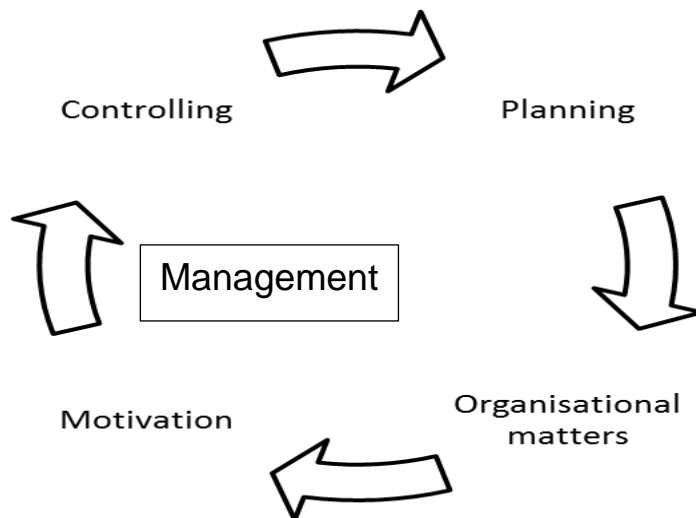 Controlling
Planning
Management
Motivation
Organisational
matters